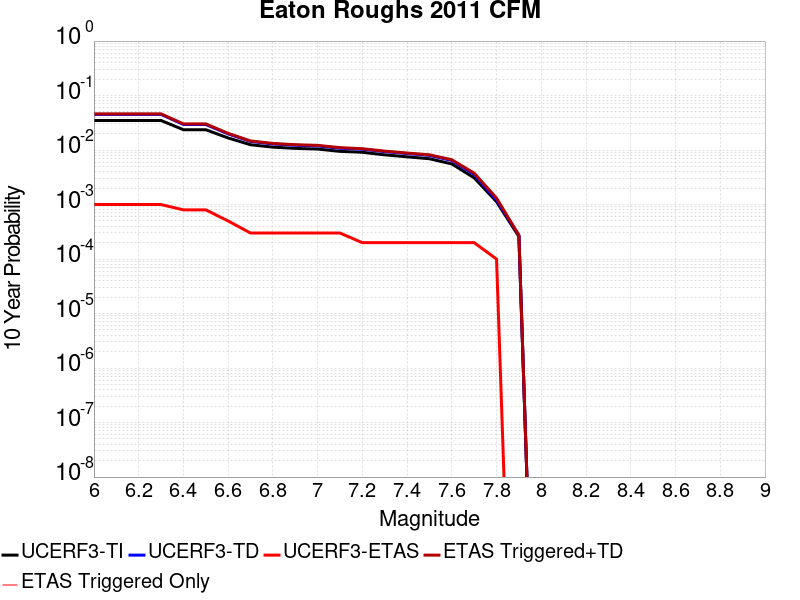 Eaton Roughs 2011 CFM
10 0
10 -1
10 -2
10 -3
10 -4
10 -5
10 -6
10 -7
10 -8
10 Year Probability
6 6.2 6.4 6.6 6.8 7 7.2 7.4 7.6 7.8 8 8.2 8.4 8.6 8.8 9
Magnitude
UCERF3-TI UCERF3-TD UCERF3-ETAS ETAS Triggered+TD
ETAS Triggered Only